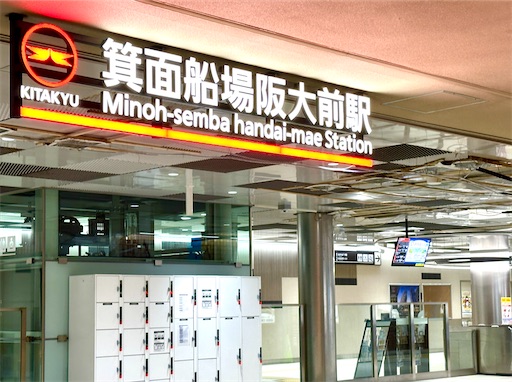 箕面船場阪大前駅
KITAKYU
Minoh-semba handai-mae Station